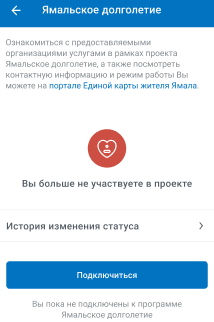 Ямальское долголетие
Ознакомиться с предоставляемыми
организациями услугами в рамках проекта
Ямальское долголетие, а также посмотреть
контактную информацию и режим работы Вы
можете на портале Единой карты жителя Ямала.
Вы больше не участвуете в проекте
История изменения статуса
Подключиться
Вы пока не подключены к программе
Ямальское долголетие